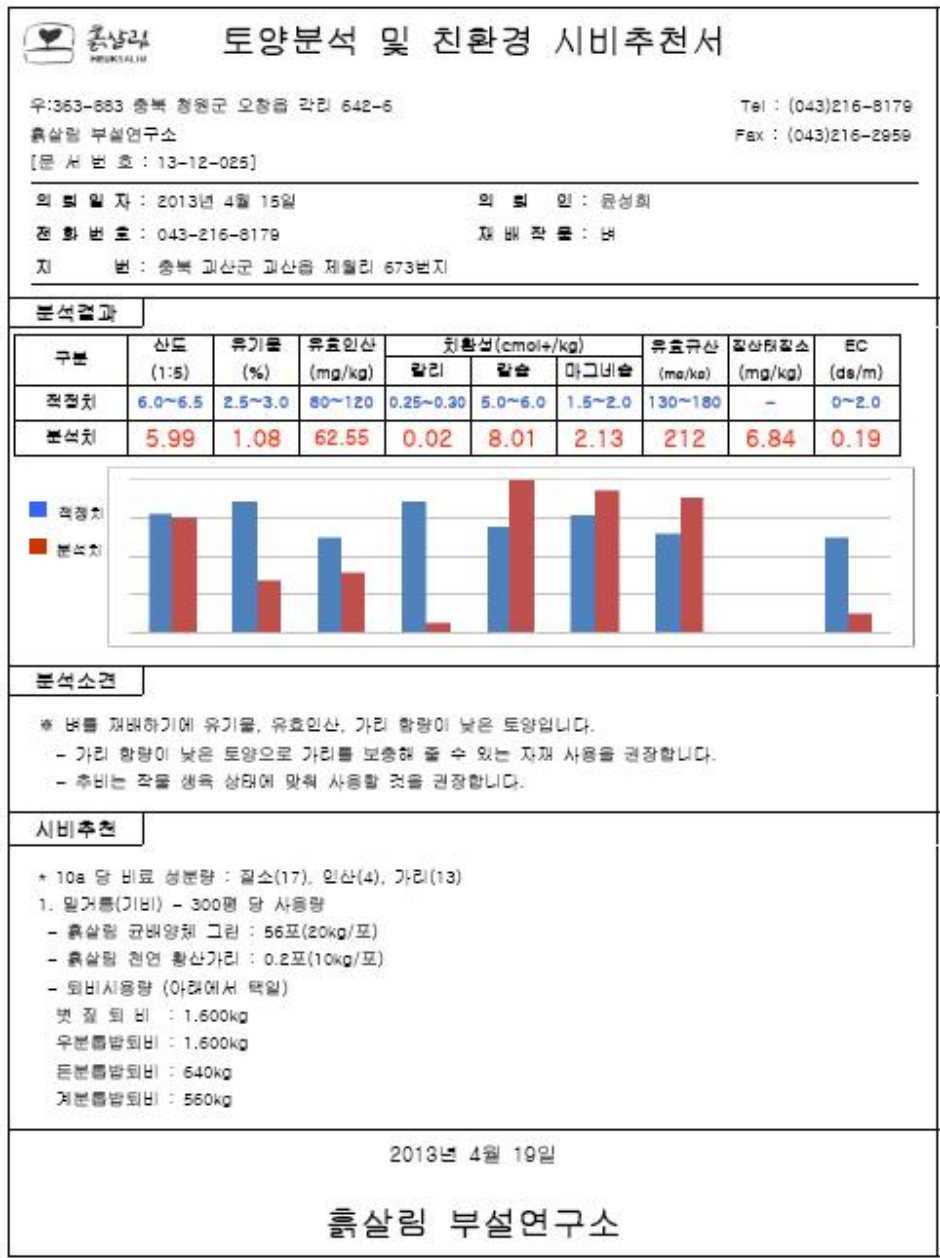 흙살림
HEUKSALIM
토양분석 및 친환경 시비추천서
우:363-883 충북 청원군 오창읍 각리 642-6
Tel : (043)216-8179
흙살림 부설연구소
Fax : (043)216-2959
[문 서 번 호 : 13-12-025]
의 뢰 일 자 : 2013년 4월 15일
의 뢰 인 : 윤성희
전 화 번 호 : 043-216-8179
재 배 작 물 : 벼
지 번 : 충북 괴산군 괴산읍 제월리 673번지
분석결과
구분 산도 (1:5) 유기물 (%) 유효인산 (mg/kg) 치환성(cmol+/kg) 칼리 칼슘 마그네슘 유효규산 (mg/kg) 질산태질소 (mg/kg) EC (ds/m)
적정치 6.0~6.5 2.5~3.0 80~120 0.25~0.30 5.0~6.0 1.5~2.0 130~180 - 0~2.0
분석치 5.99 1.08 62.55 0.02 8.01 2.13 212 6.84 0.19
적정치
분석치
분석소견
※ 벼를 재배하기에 유기물, 유효인산, 가리 함량이 낮은 토양입니다.
- 가리 함량이 낮은 토양으로 가리를 보충해 줄 수 있는 자재 사용을 권장합니다.
- 추비는 작물 생육 상태에 맞춰 사용할 것을 권장합니다.
시비추천
* 10a 당 비료 성분량 : 질소(17), 인산(4), 가리(13)
1. 밑거름(기비) - 300평 당 사용량
- 흙살림 균배양체 그린 : 56포(20kg/포)
- 흙살림 천연 황산가리 : 0.2포(10kg/포)
- 퇴비시용량 (아래에서 택일)
볏 짚 퇴 비 : 1.600kg
우분톱밥퇴비 : 1.600kg
돈분톱밥퇴비 : 640kg
계분톱밥퇴비 : 560kg
2013년 4월 19일
흙살림 부설연구소